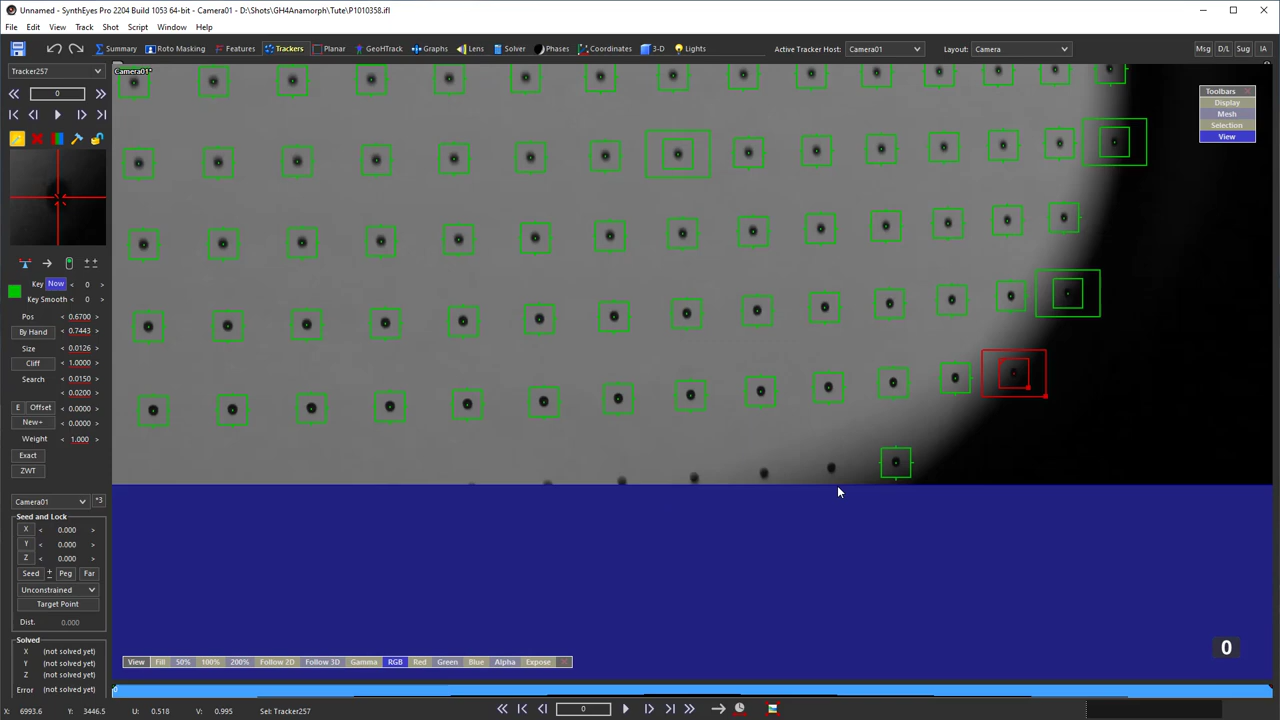 Unnamed - SynthEyes Pro 2204 Build 1053 64-bit - Camera01 - D:\Shots\GH4Anamorph\Tute\P1010358.ifl
File Edit View Track Shot Script Window Help
Summary Roto Masking Features Trackers Planar GeoHTrack Graphs Lens Solver Phases Coordinates 3-D Lights Active Tracker Host: Camera01 Layout: Camera Msg D/L Sug IA
Tracker257
Camera01*
Toolbars
Display
Mesh
Selection
View
0
Key Now < 0 >
Key Smooth < 0 >
Pos < 0.6700 >
By Hand < 0.7443 >
Size < 0.0126 >
Cliff < 1.0000 >
Search < 0.0150 >
< 0.0200 >
E Offset < 0.0000 >
New+ < 0.0000 >
Weight < 1.000 >
Exact
ZWT
Camera01 *3
Seed and Lock
X < 0.000 >
Y < 0.000 >
Z < 0.000 >
Seed Peg Far
Unconstrained
Target Point
Dist. 0.000
Solved
X (not solved yet)
Y (not solved yet)
Z (not solved yet)
Error (not solved yet)
0
View Fill 50% 100% 200% Follow 2D Follow 3D Gamma RGB Red Green Blue Alpha Expose
0
X: 6993.6 Y: 3446.5 U: 0.518 V: 0.995 Sel: Tracker257 0